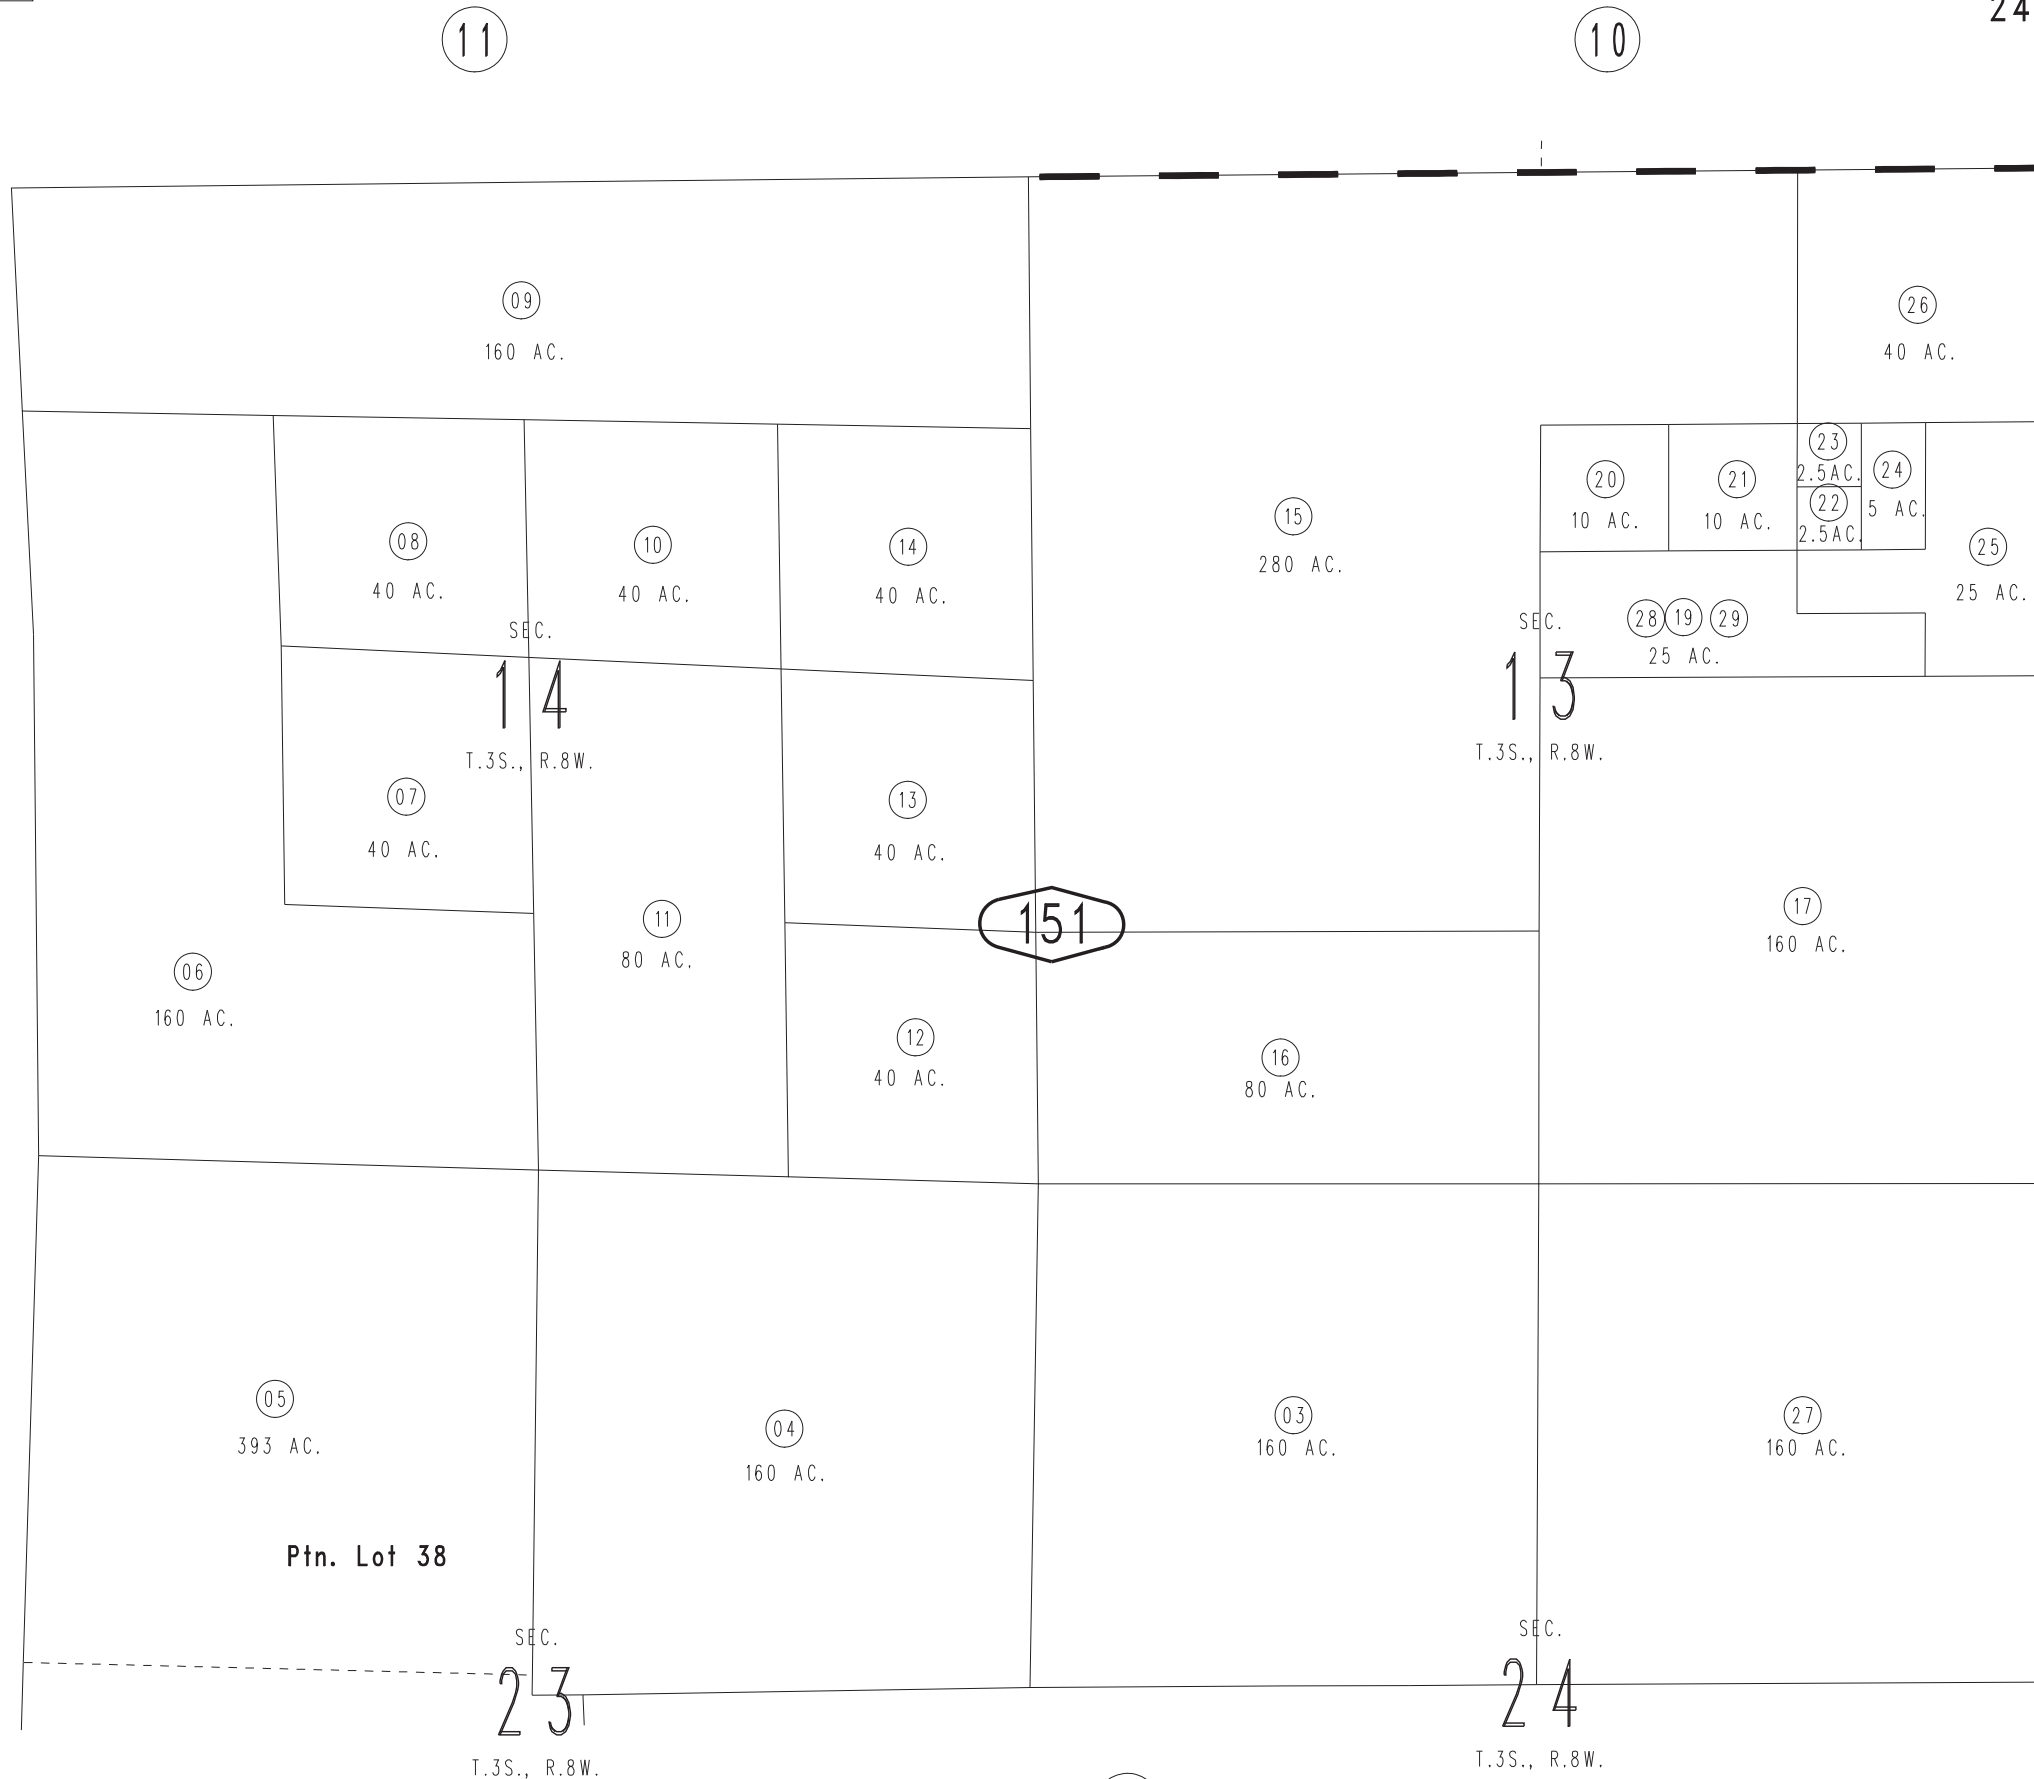 24
11
10
09
160 AC.
26
40 AC.
23
2.5AC.
24
5 AC.
20
10 AC.
21
10 AC.
22
2.5AC.
15
280 AC.
08
40 AC.
10
40 AC.
14
40 AC.
25
25 AC.
SEC.
14
T.3S., R.8W.
SEC.
13
T.3S., R.8W.
28 19 29
25 AC.
07
40 AC.
13
40 AC.
151
11
80 AC.
17
160 AC.
06
160 AC.
12
40 AC.
16
80 AC.
05
393 AC.
04
160 AC.
03
160 AC.
27
160 AC.
Ptn. Lot 38
SEC.
23
T.3S., R.8W.
SEC.
24
T.3S., R.8W.